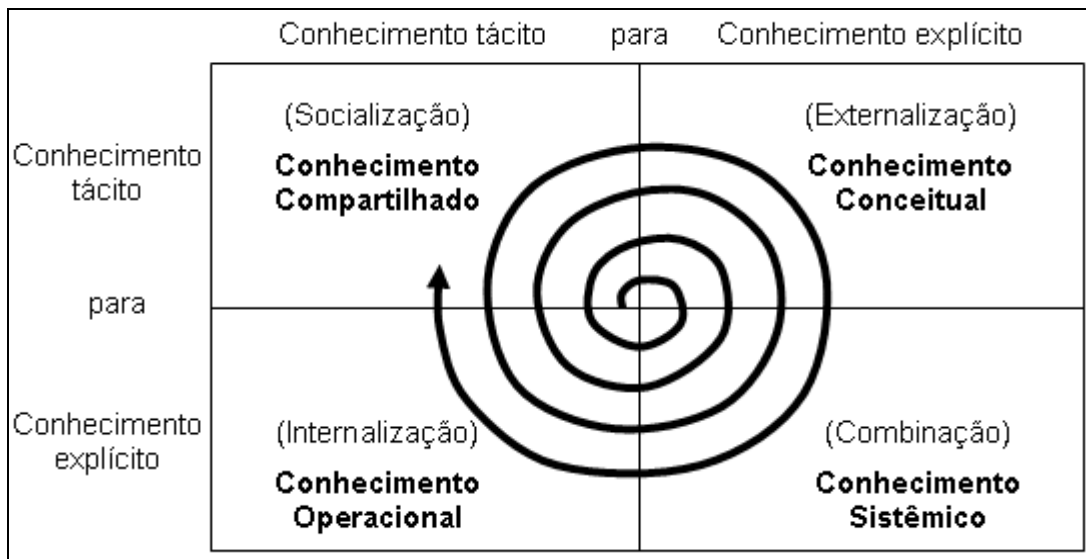 Conhecimento tácito para Conhecimento explícito
(Socialização)
Conhecimento
Compartilhado
(Externalização)
Conhecimento
Conceitual
Conhecimento
tácito
para
Conhecimento
explícito
(Internalização)
Conhecimento
Operacional
(Combinação)
Conhecimento
Sistêmico